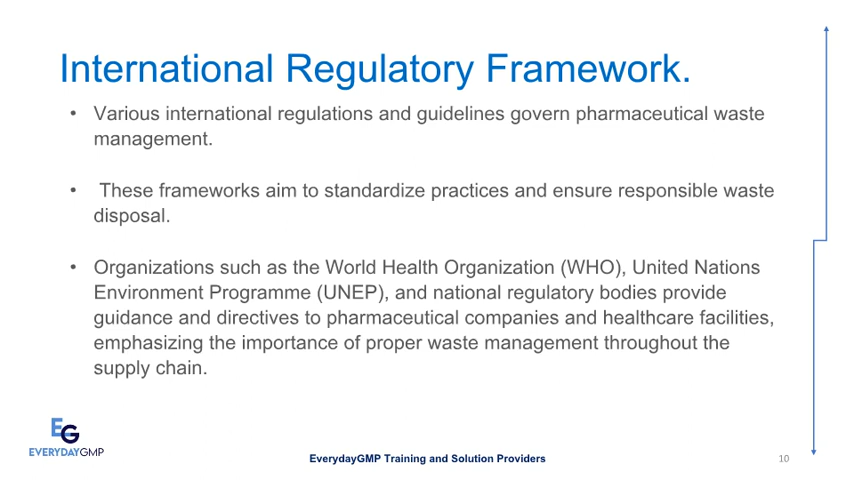 International Regulatory Framework.
• Various international regulations and guidelines govern pharmaceutical waste
management.
• These frameworks aim to standardize practices and ensure responsible waste
disposal.
• Organizations such as the World Health Organization (WHO), United Nations
Environment Programme (UNEP), and national regulatory bodies provide
guidance and directives to pharmaceutical companies and healthcare facilities,
emphasizing the importance of proper waste management throughout the
supply chain.
EG
EVERYDAYGMP
EverydayGMP Training and Solution Providers
10